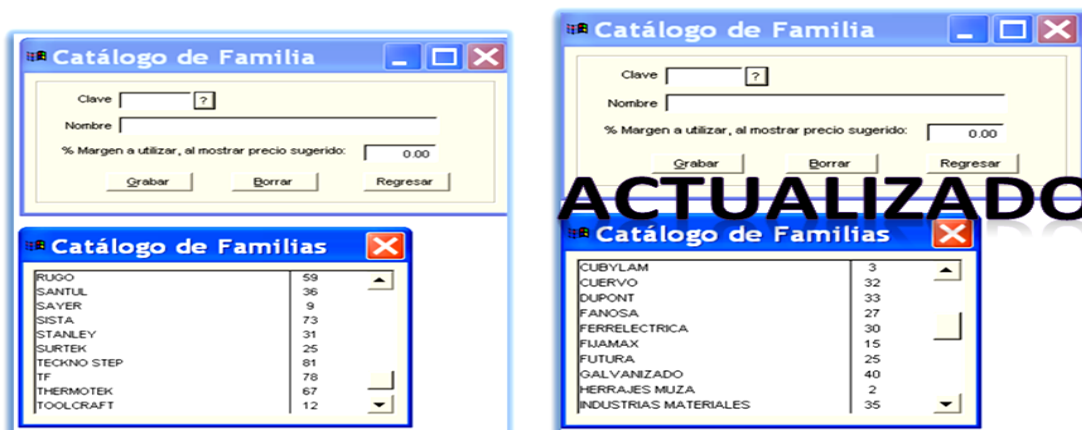 Catálogo de Familia
Clave ?
Nombre
% Margen a utilizar, al mostrar precio sugerido: 0.00
Grabar Borrar Regresar
Catálogo de Familias
RUGO 59
SANTUL 36
SAYER 9
SISTA 73
STANLEY 31
SURTEK 25
TECKNO STEP 81
TF 78
THERMOTEK 67
TOOLCRAFT 12
Catálogo de Familia
Clave ?
Nombre
% Margen a utilizar, al mostrar precio sugerido: 0.00
Grabar Borrar Regresar
ACTUALIZADO
Catálogo de Familias
CUBYLAM 3
CUERVO 32
DUPONT 33
FANOSA 27
FERRELECTRICA 30
FIJAMAX 15
FUTURA 25
GALVANIZADO 40
HERRAJES MUZA 2
INDUSTRIAS MATERIALES 35